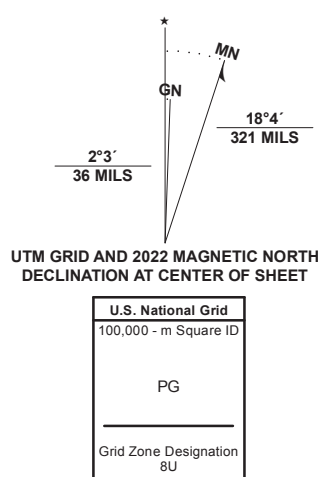 ★
MN
GN
18°4´
321 MILS
2°3´
36 MILS
UTM GRID AND 2022 MAGNETIC NORTH
DECLINATION AT CENTER OF SHEET
U.S. National Grid
100,000 - m Square ID
PG
Grid Zone Designation
8U